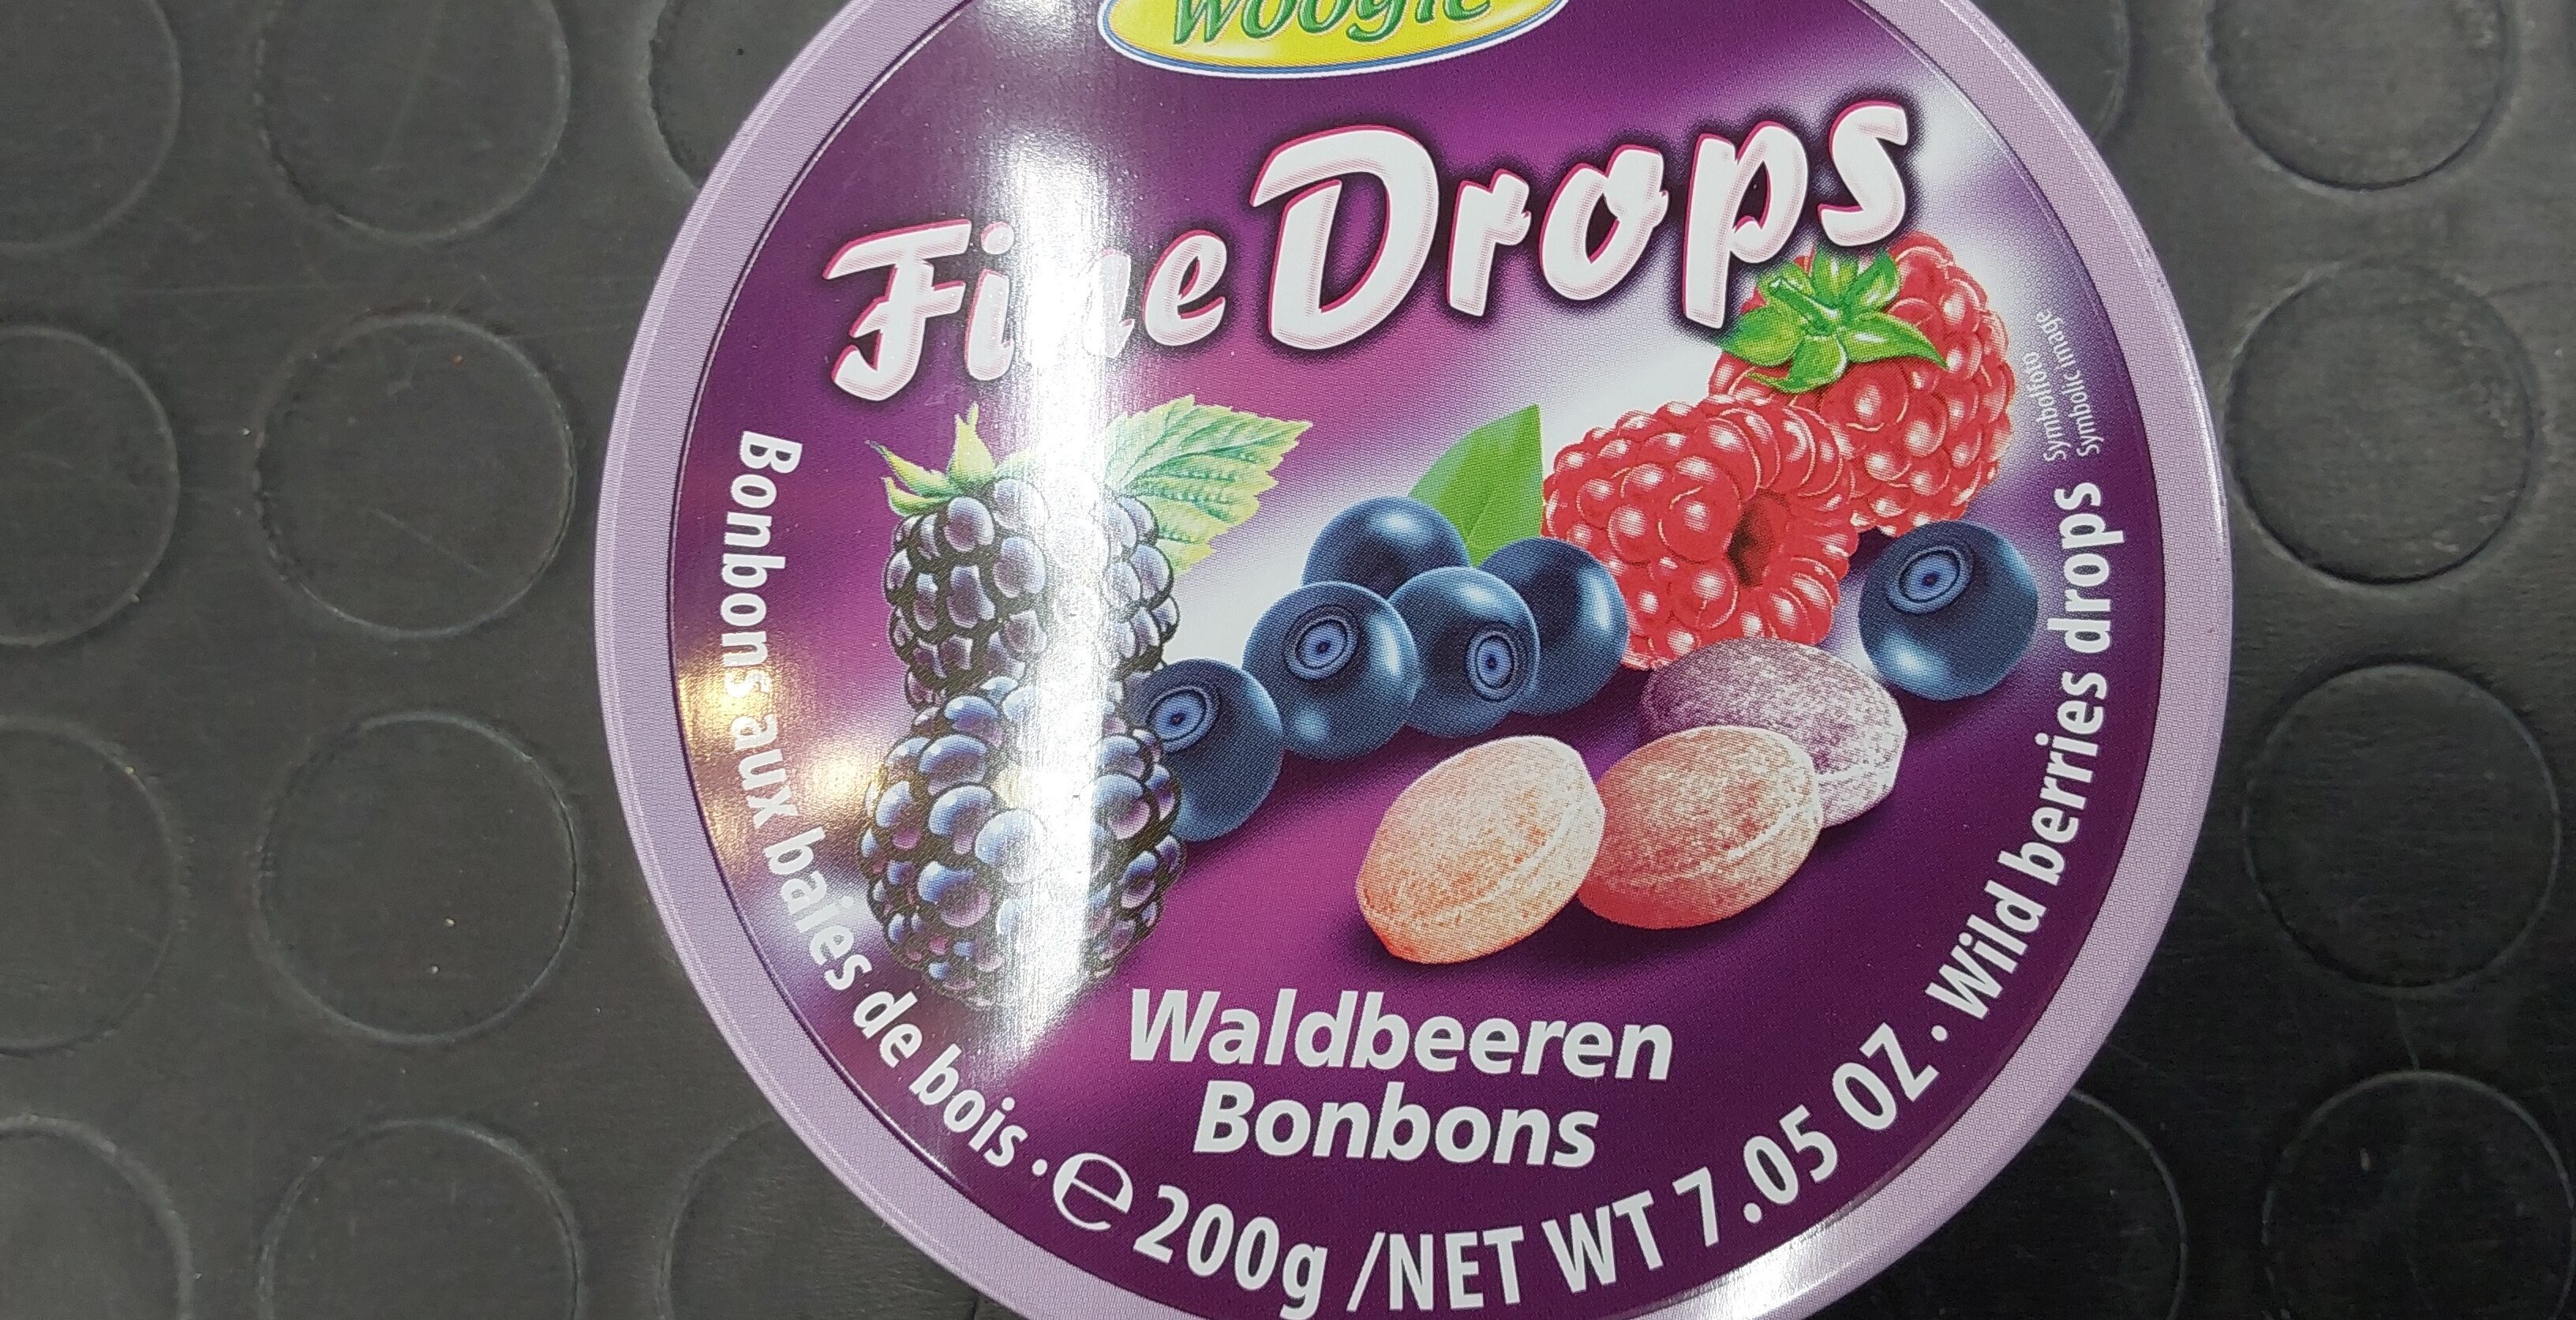 Woogie
Fine Drops
Symbolfoto
symbolic image
Waldbeeren
Bonbons
Bonbons aux baies de bois · ℮ 200g /NET WT 7.05 OZ · Wild berries drops